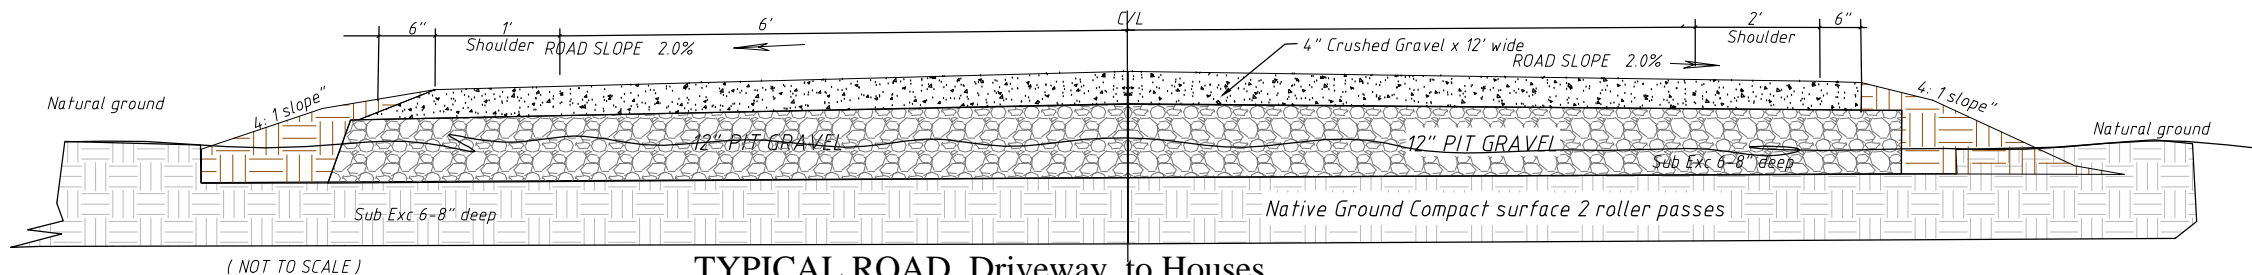 6" 1' 6' C/L 2' 6"
Shoulder ROAD SLOPE 2.0% 4" Crushed Gravel x 12' wide Shoulder
ROAD SLOPE 2.0%
Natural ground 4: 1 slope" 4: 1 slope"
12" PIT GRAVEL 12" PIT GRAVEL Natural ground
Sub Exc 6-8" deep
Sub Exc 6-8" deep Native Ground Compact surface 2 roller passes
( NOT TO SCALE ) TYPICAL ROAD Driveway to Houses